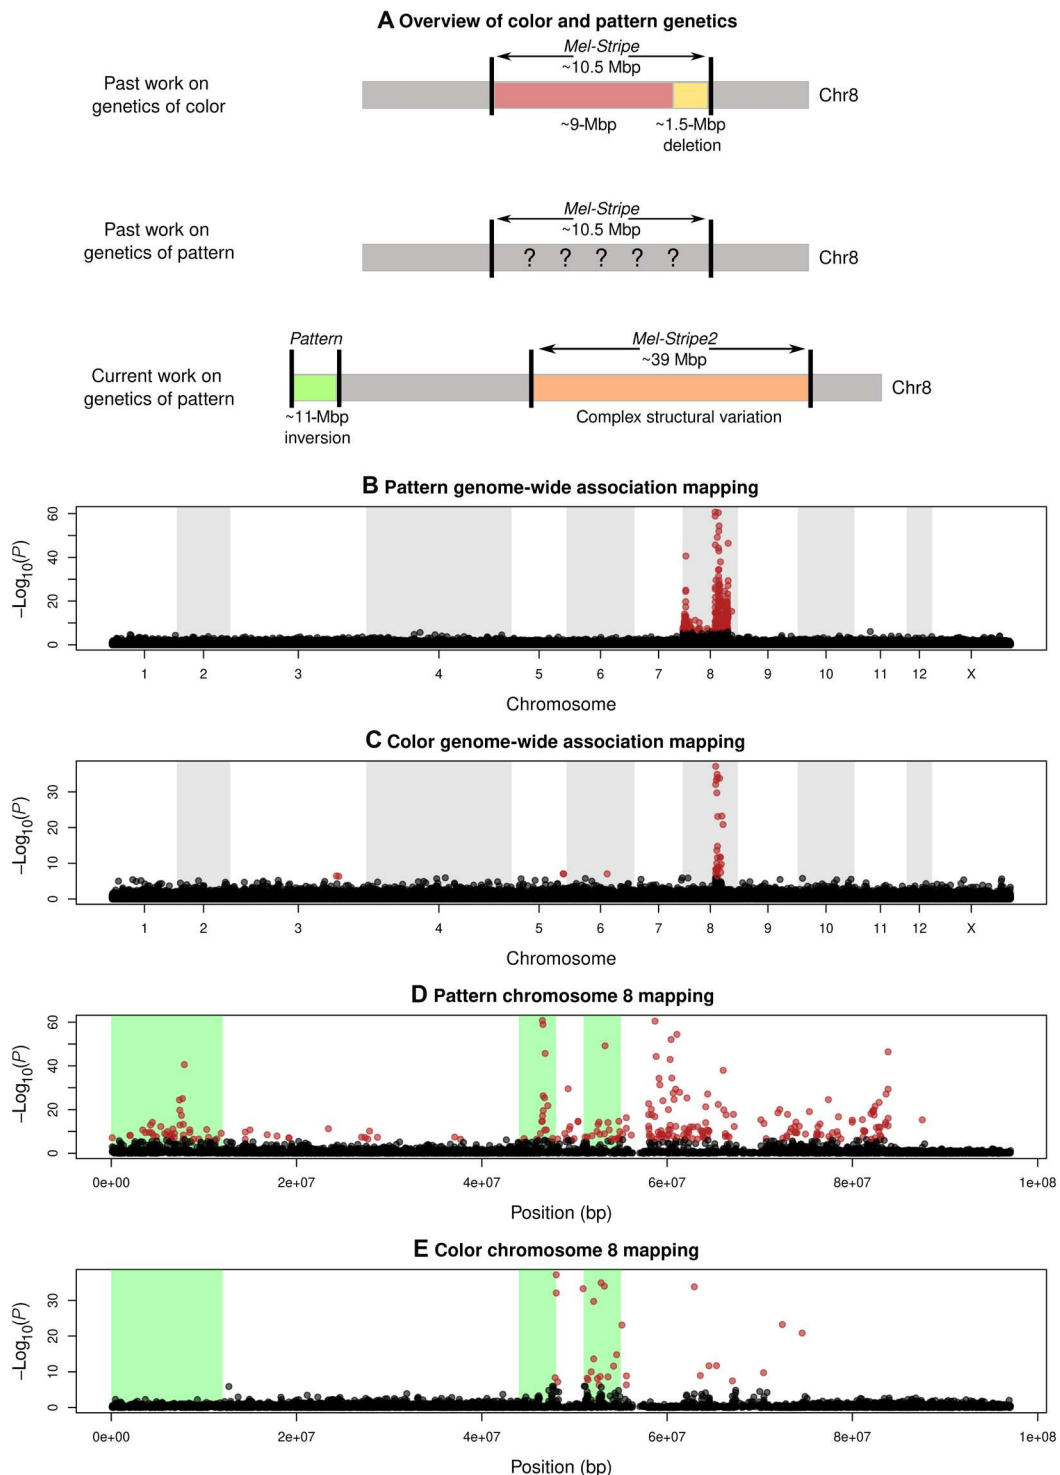 A Overview of color and pattern genetics
Past work on
genetics of color
Mel-Stripe
~10.5 Mbp
Chr8
~9-Mbp
~1.5-Mbp
deletion
Past work on
genetics of pattern
Mel-Stripe
~10.5 Mbp
? ? ? ? ?
Chr8
Current work on
genetics of pattern
Pattern
Mel-Stripe2
~39 Mbp
Chr8
~11-Mbp
inversion
Complex structural variation
B Pattern genome-wide association mapping
−Log10(P)
60
40
20
0
1 2 3 4 5 6 7 8 9 10 11 12 X
Chromosome
C Color genome-wide association mapping
−Log10(P)
30
20
10
0
1 2 3 4 5 6 7 8 9 10 11 12 X
Chromosome
D Pattern chromosome 8 mapping
−Log10(P)
60
40
20
0
0e+00 2e+07 4e+07 6e+07 8e+07 1e+08
Position (bp)
E Color chromosome 8 mapping
−Log10(P)
30
20
10
0
0e+00 2e+07 4e+07 6e+07 8e+07 1e+08
Position (bp)